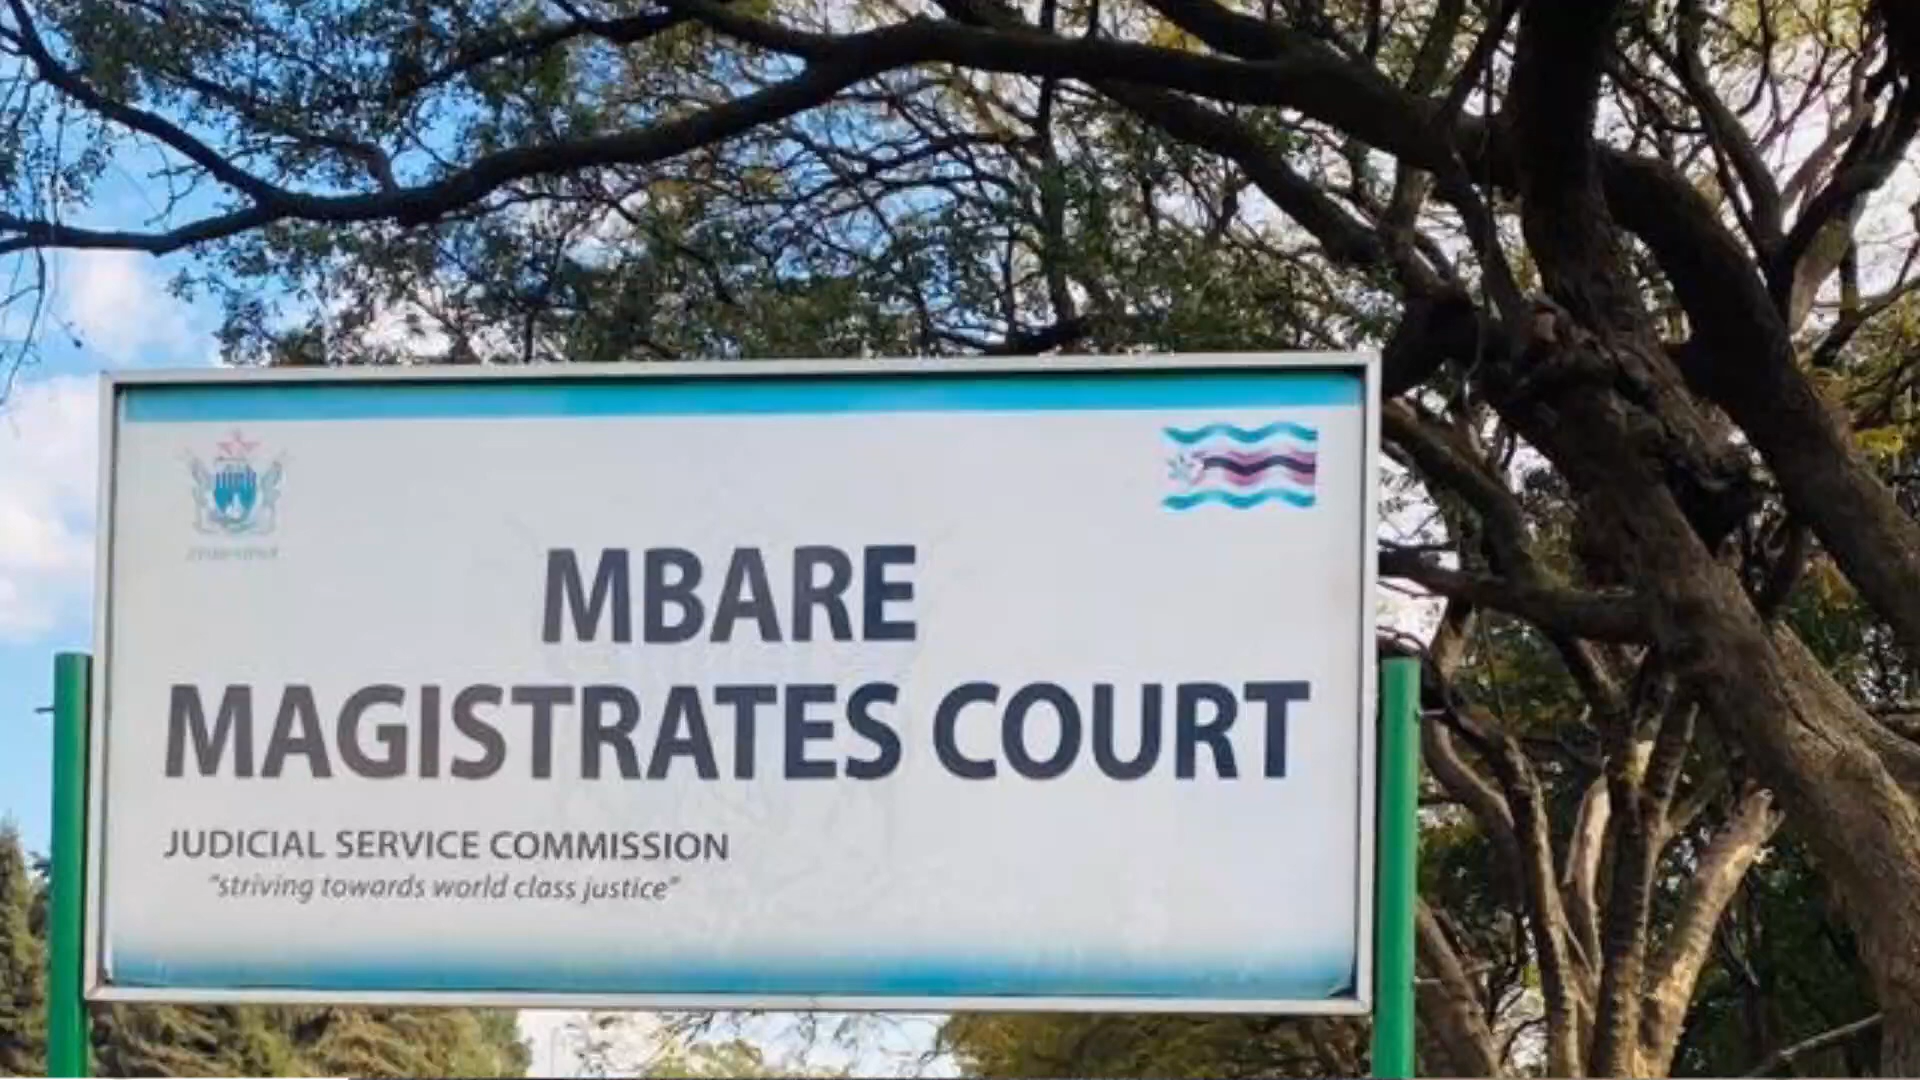 MBARE
MAGISTRATES COURT
JUDICIAL SERVICE COMMISSION
"striving towards world class justice"